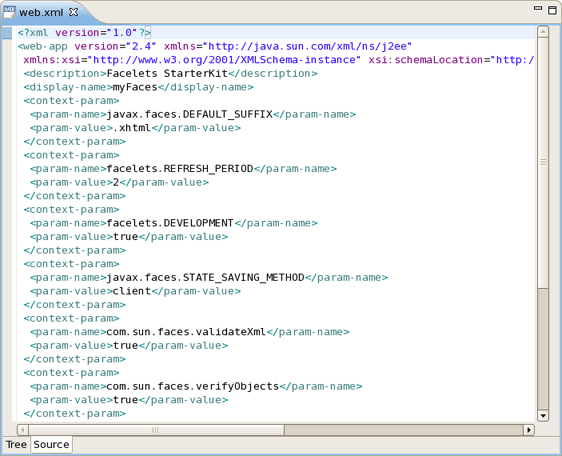 web.xml
<?xml version="1.0"?>
<web-app version="2.4" xmlns="http://java.sun.com/xml/ns/j2ee"
xmlns:xsi="http://www.w3.org/2001/XMLSchema-instance" xsi:schemaLocation="http:/
<description>Facelets StarterKit</description>
<display-name>myFaces</display-name>
<context-param>
<param-name>javax.faces.DEFAULT_SUFFIX</param-name>
<param-value>.xhtml</param-value>
</context-param>
<context-param>
<param-name>facelets.REFRESH_PERIOD</param-name>
<param-value>2</param-value>
</context-param>
<context-param>
<param-name>facelets.DEVELOPMENT</param-name>
<param-value>true</param-value>
</context-param>
<context-param>
<param-name>javax.faces.STATE_SAVING_METHOD</param-name>
<param-value>client</param-value>
</context-param>
<context-param>
<param-name>com.sun.faces.validateXml</param-name>
<param-value>true</param-value>
</context-param>
<context-param>
<param-name>com.sun.faces.verifyObjects</param-name>
<param-value>true</param-value>
</context-param>
Tree Source